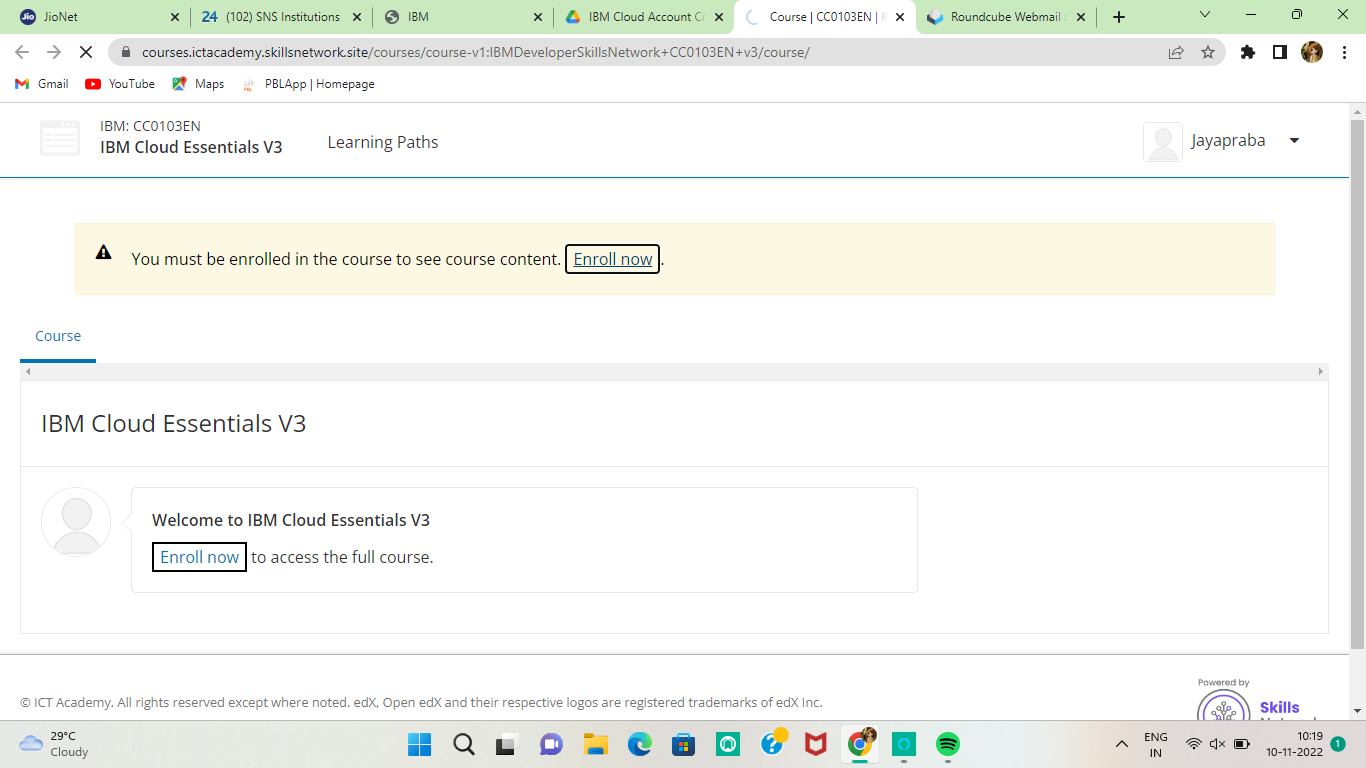 JioNet
24 (102) SNS Institutions
IBM
IBM Cloud Account Cr
Course | CC0103EN |
Roundcube Webmail :
courses.ictacademy.skillsnetwork.site/courses/course-v1:IBMDeveloperSkillsNetwork+CC0103EN+v3/course/
Gmail
YouTube
Maps
PBLApp | Homepage
IBM: CC0103EN
IBM Cloud Essentials V3
Learning Paths
Jayapraba
You must be enrolled in the course to see course content. Enroll now.
Course
IBM Cloud Essentials V3
Welcome to IBM Cloud Essentials V3
Enroll now to access the full course.
© ICT Academy. All rights reserved except where noted. edX, Open edX and their respective logos are registered trademarks of edX Inc.
Powered by
Skills
29°C
Cloudy
ENG
IN
10:19
10-11-2022
1